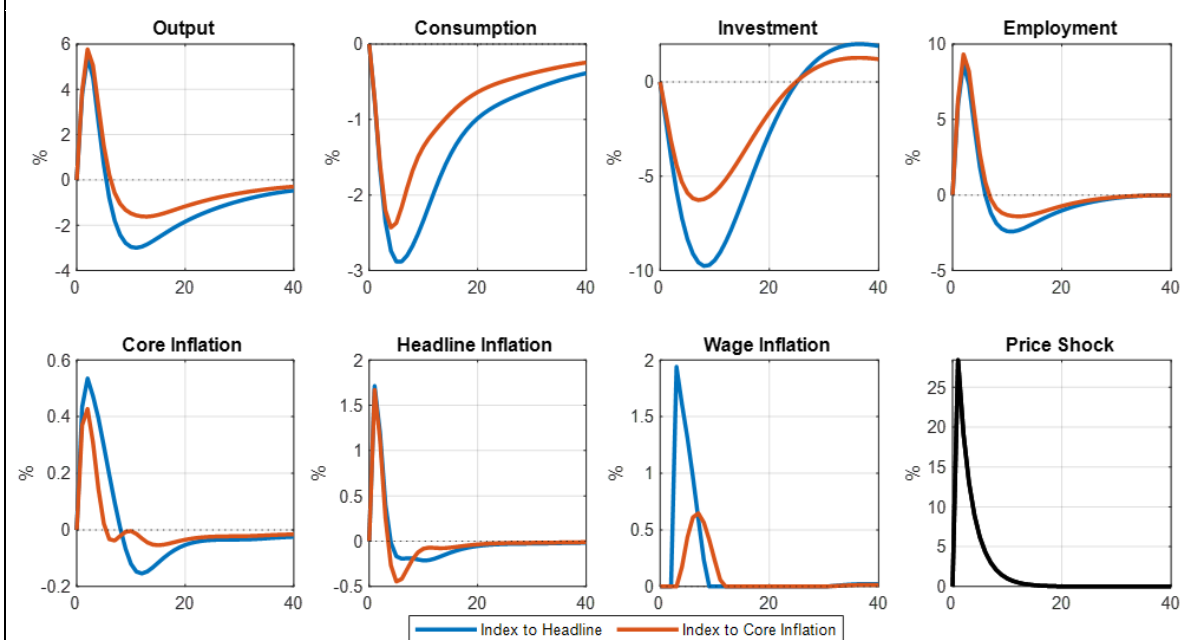 Output
Consumption
Investment
Employment
6
4
2
0
-2
-4
%
0 20 40
0
-1
-2
-3
%
0 20 40
0
-5
-10
%
0 20 40
10
5
0
-5
%
0 20 40
Core Inflation
Headline Inflation
Wage Inflation
Price Shock
0.6
0.4
0.2
0
-0.2
%
0 20 40
2
1.5
1
0.5
0
-0.5
%
0 20 40
2
1.5
1
0.5
0
%
0 20 40
25
20
15
10
5
0
%
0 20 40
Index to Headline Index to Core Inflation